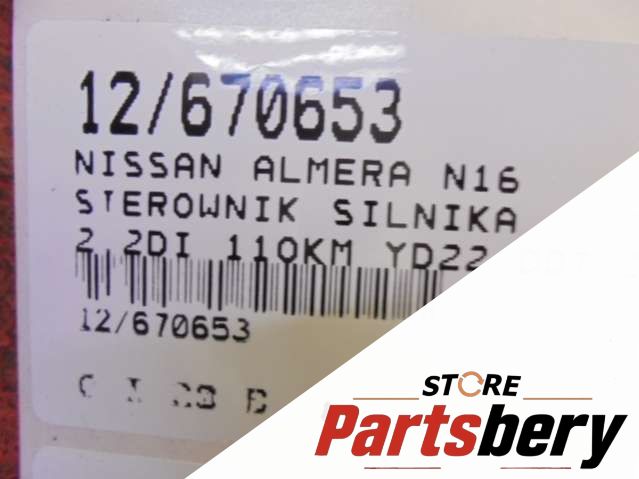 12/670653
NISSAN ALMERA N16
STEROWNIK SILNIKA
2.2DI 110KM YD22
12/670653
STORE
Partsbery